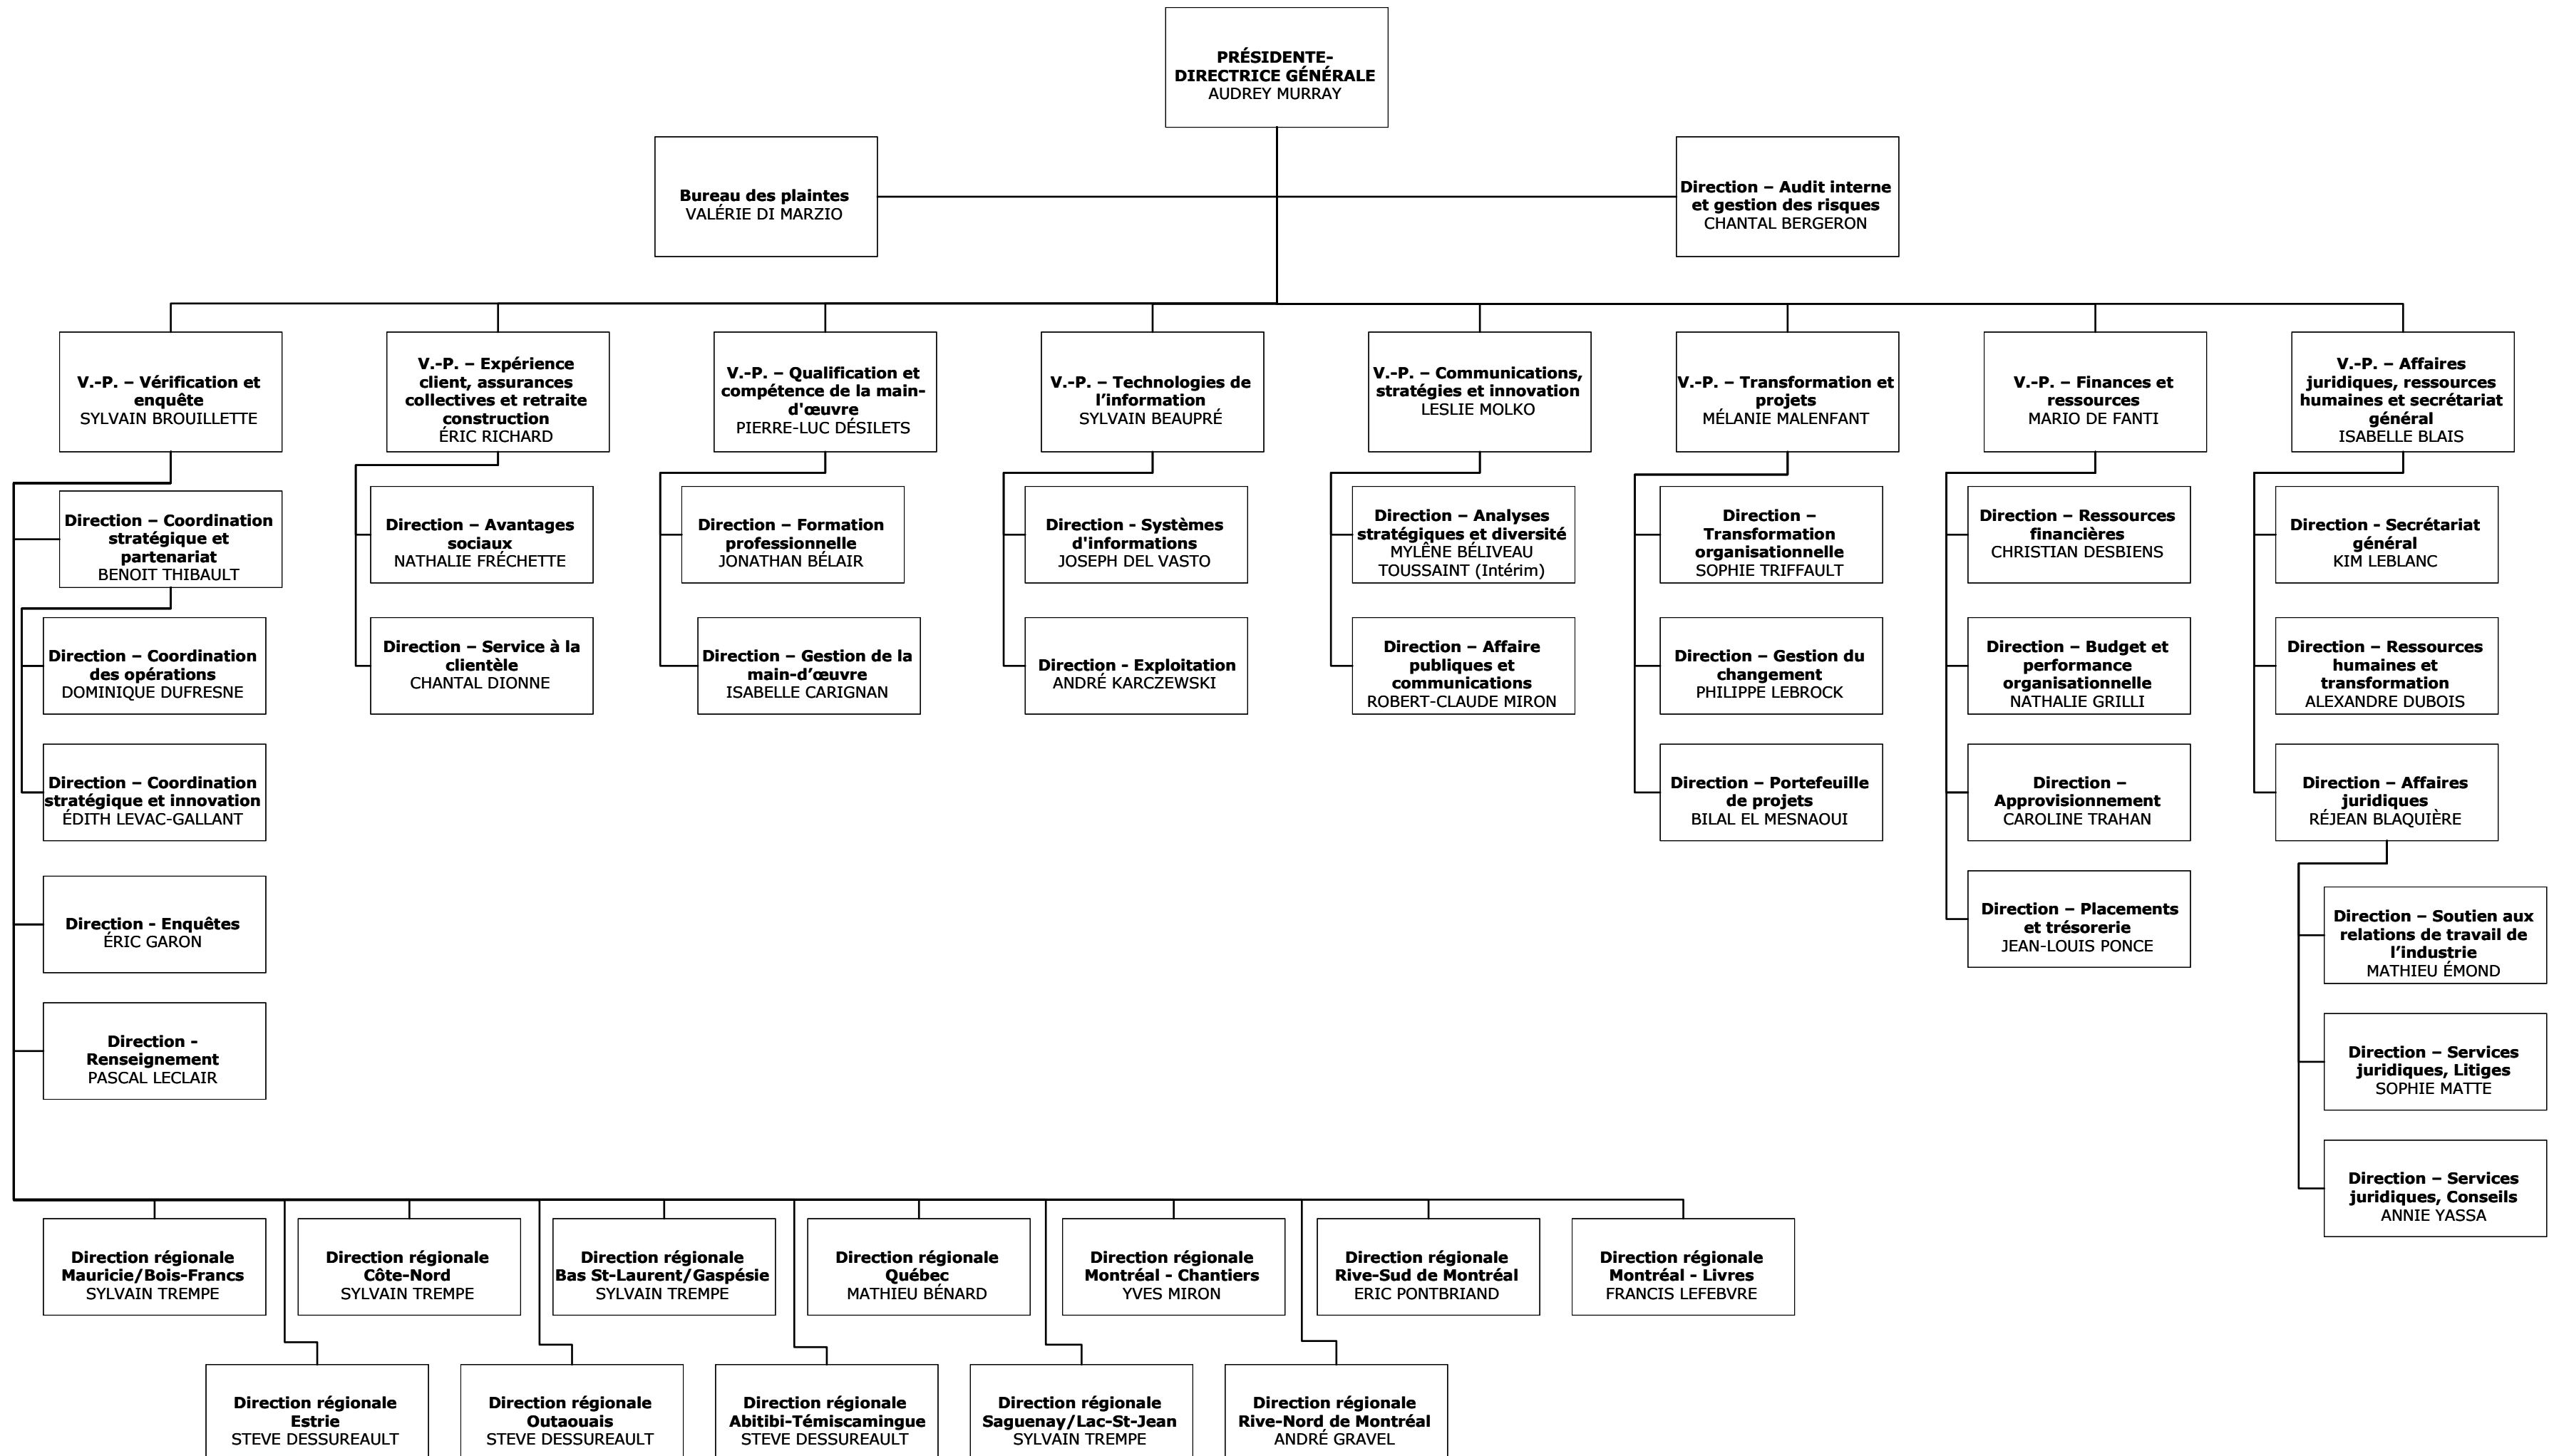 PRÉSIDENTE-
DIRECTRICE GÉNÉRALE
AUDREY MURRAY
Bureau des plaintes
VALÉRIE DI MARZIO
Direction – Audit interne
et gestion des risques
CHANTAL BERGERON
V.-P. – Vérification et
enquête
SYLVAIN BROUILLETTE
V.-P. – Expérience
client, assurances
collectives et retraite
construction
ÉRIC RICHARD
V.-P. – Qualification et
compétence de la main-
d'œuvre
PIERRE-LUC DÉSILETS
V.-P. – Technologies de
l’information
SYLVAIN BEAUPRÉ
V.-P. – Communications,
stratégies et innovation
LESLIE MOLKO
V.-P. – Transformation et
projets
MÉLANIE MALENFANT
V.-P. – Finances et
ressources
MARIO DE FANTI
V.-P. – Affaires
juridiques, ressources
humaines et secrétariat
général
ISABELLE BLAIS
Direction – Coordination
stratégique et
partenariat
BENOIT THIBAULT
Direction – Avantages
sociaux
NATHALIE FRÉCHETTE
Direction – Formation
professionnelle
JONATHAN BÉLAIR
Direction - Systèmes
d'informations
JOSEPH DEL VASTO
Direction – Analyses
stratégiques et diversité
MYLÊNE BÉLIVEAU
TOUSSAINT (Intérim)
Direction –
Transformation
organisationnelle
SOPHIE TRIFFAULT
Direction – Ressources
financières
CHRISTIAN DESBIENS
Direction - Secrétariat
général
KIM LEBLANC
Direction – Coordination
des opérations
DOMINIQUE DUFRESNE
Direction – Service à la
clientèle
CHANTAL DIONNE
Direction – Gestion de la
main-d’œuvre
ISABELLE CARIGNAN
Direction - Exploitation
ANDRÉ KARCZEWSKI
Direction – Affaire
publiques et
communications
ROBERT-CLAUDE MIRON
Direction – Gestion du
changement
PHILIPPE LEBROCK
Direction – Budget et
performance
organisationnelle
NATHALIE GRILLI
Direction – Ressources
humaines et
transformation
ALEXANDRE DUBOIS
Direction – Coordination
stratégique et innovation
ÉDITH LEVAC-GALLANT
Direction – Portefeuille
de projets
BILAL EL MESNAOUI
Direction –
Approvisionnement
CAROLINE TRAHAN
Direction – Affaires
juridiques
RÉJEAN BLAQUIÈRE
Direction - Enquêtes
ÉRIC GARON
Direction – Placements
et trésorerie
JEAN-LOUIS PONCE
Direction – Soutien aux
relations de travail de
l’industrie
MATHIEU ÉMOND
Direction -
Renseignement
PASCAL LECLAIR
Direction – Services
juridiques, Litiges
SOPHIE MATTE
Direction – Services
juridiques, Conseils
ANNIE YASSA
Direction régionale
Mauricie/Bois-Francs
SYLVAIN TREMPE
Direction régionale
Côte-Nord
SYLVAIN TREMPE
Direction régionale
Bas St-Laurent/Gaspésie
SYLVAIN TREMPE
Direction régionale
Québec
MATHIEU BÉNARD
Direction régionale
Montréal - Chantiers
YVES MIRON
Direction régionale
Rive-Sud de Montréal
ERIC PONTBRIAND
Direction régionale
Montréal - Livres
FRANCIS LEFEBVRE
Direction régionale
Estrie
STEVE DESSUREAULT
Direction régionale
Outaouais
STEVE DESSUREAULT
Direction régionale
Abitibi-Témiscamingue
STEVE DESSUREAULT
Direction régionale
Saguenay/Lac-St-Jean
SYLVAIN TREMPE
Direction régionale
Rive-Nord de Montréal
ANDRÉ GRAVEL